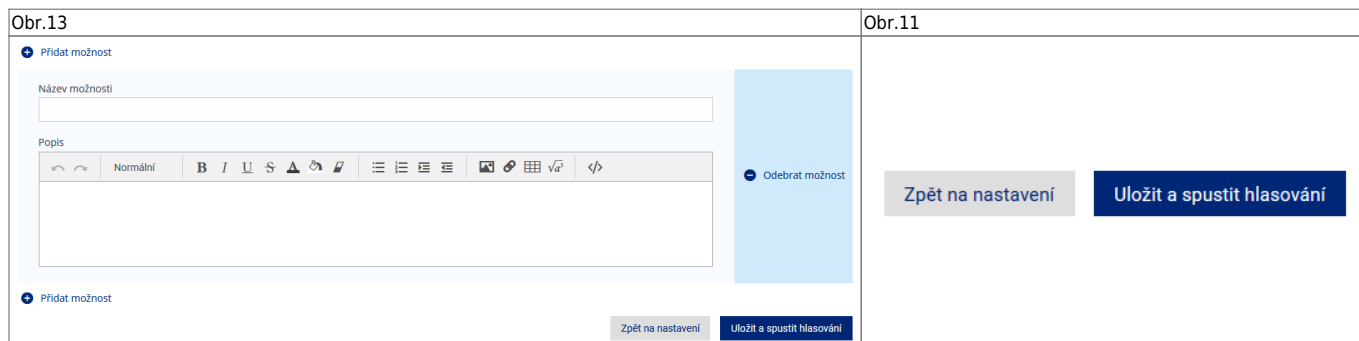 Obr.13
Obr.11
Přidat možnost
Název možnosti
Popis
Normální B I U S A </>
Odebrat možnost
Přidat možnost
Zpět na nastavení Uložit a spustit hlasování
Zpět na nastavení Uložit a spustit hlasování